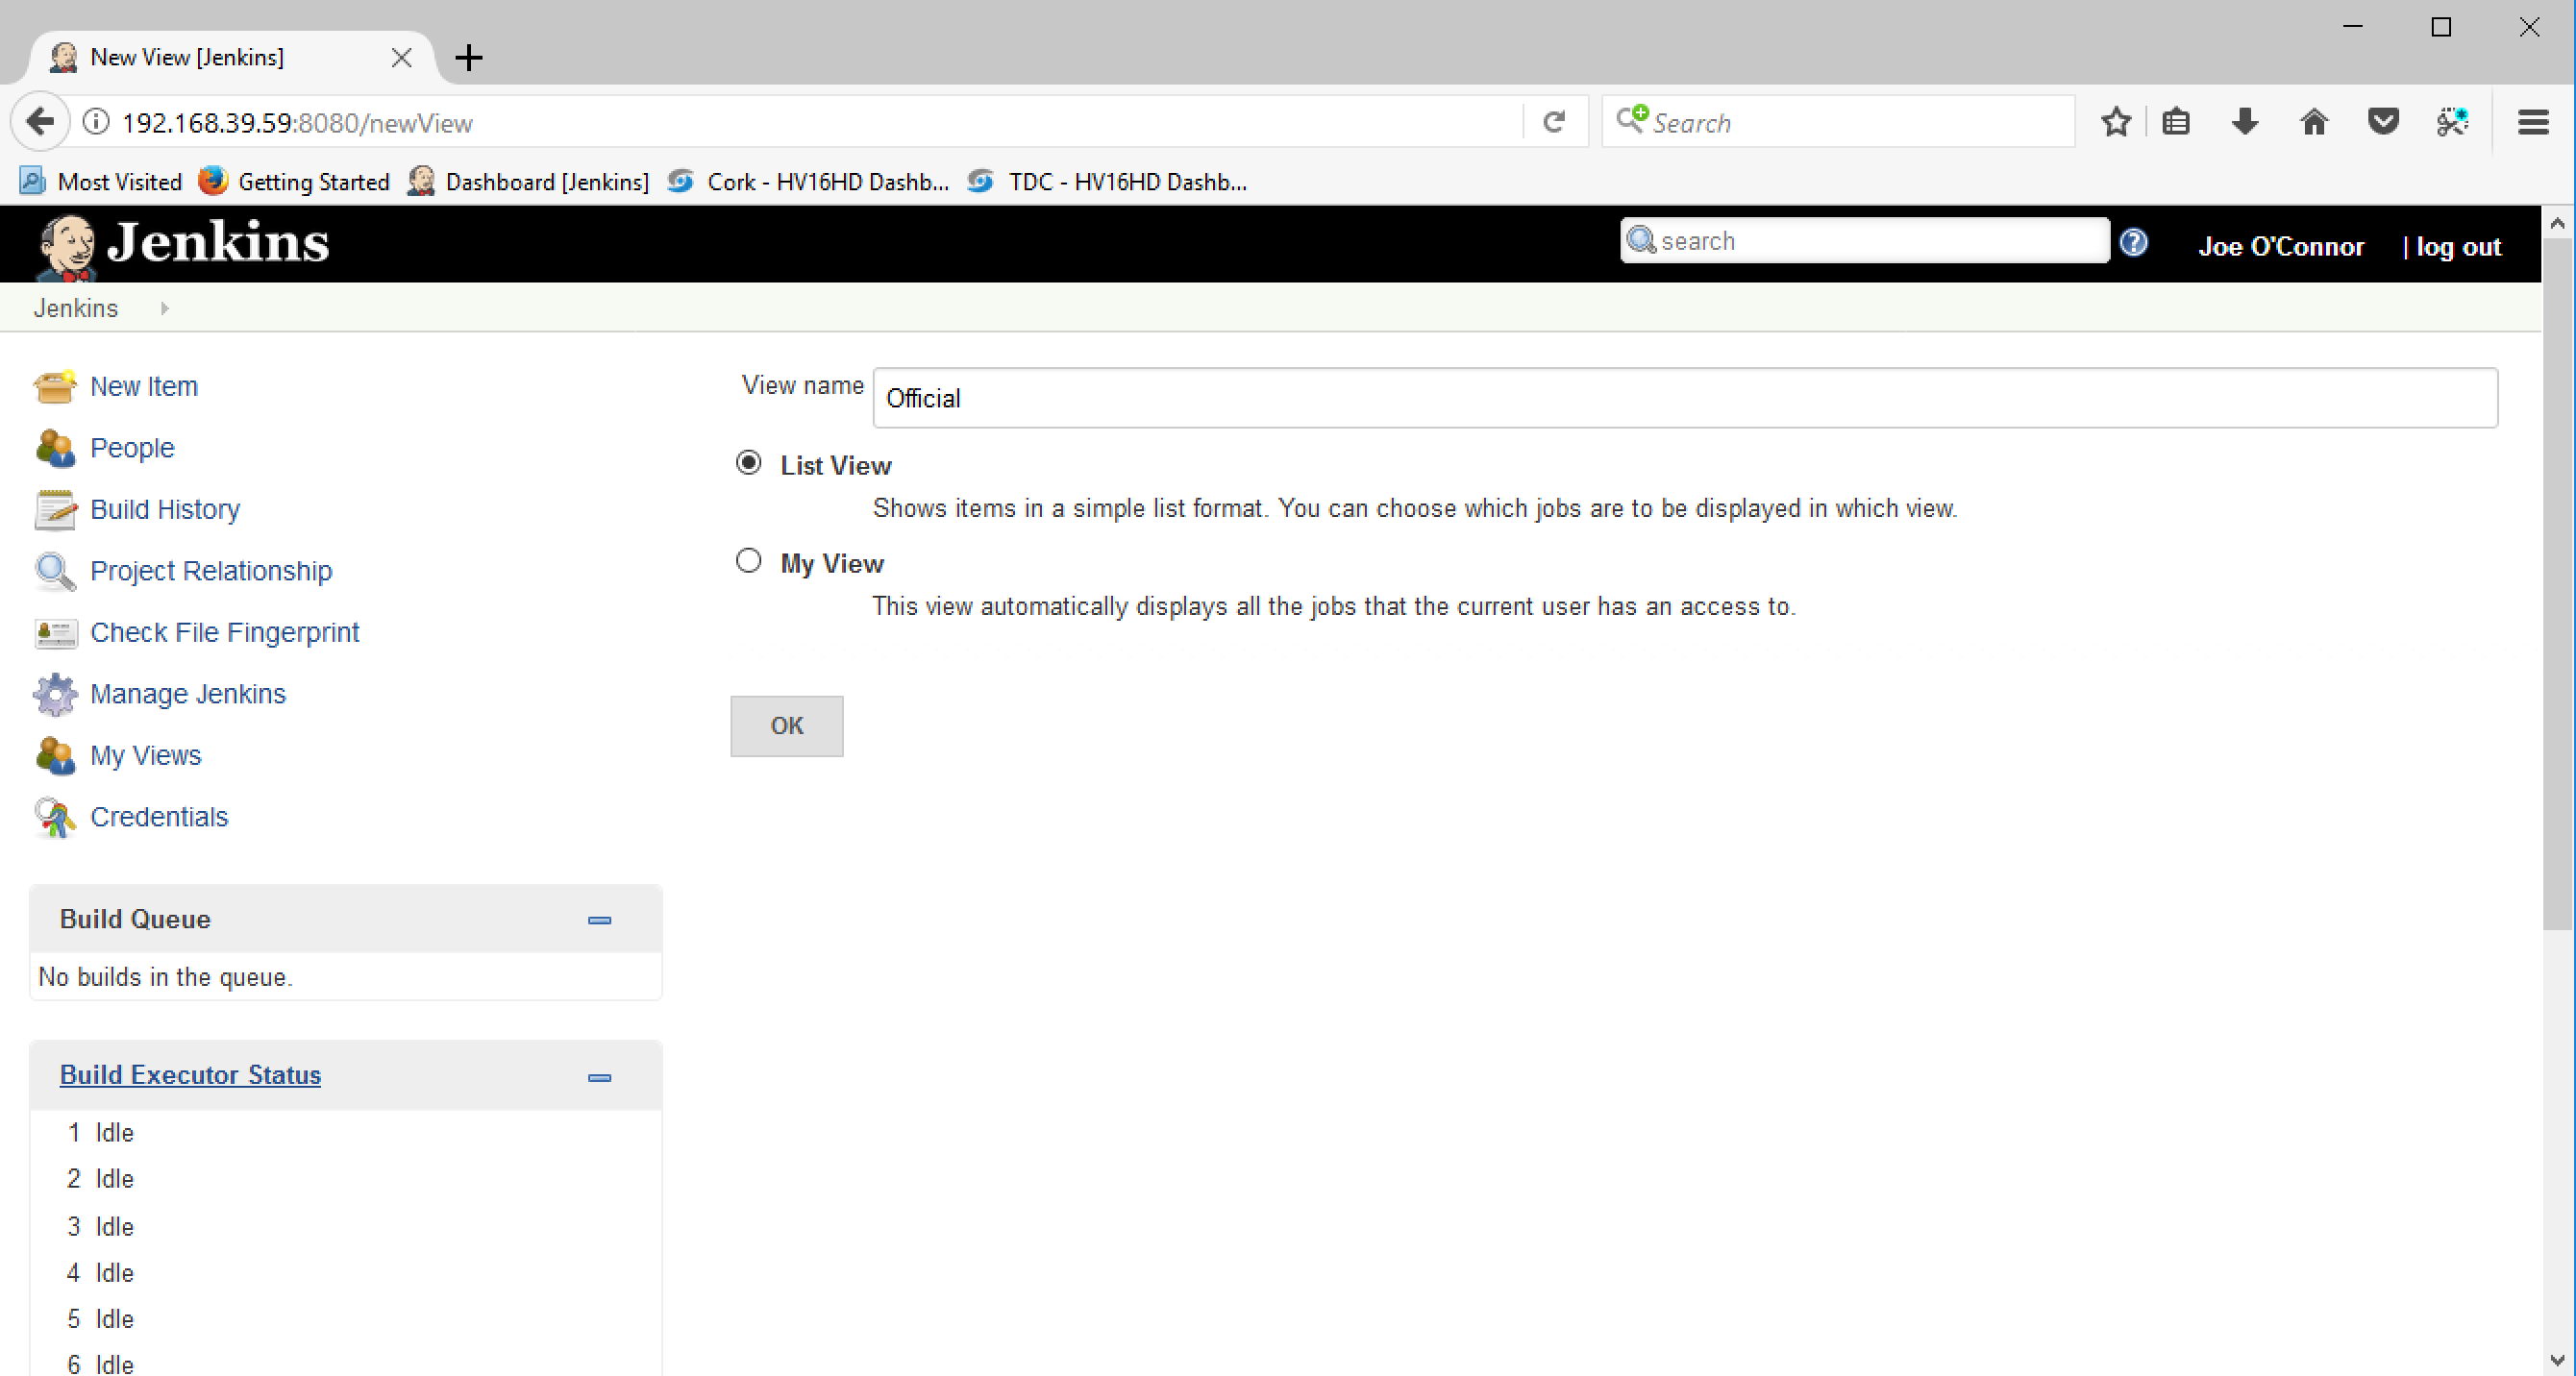 New View [Jenkins]
192.168.39.59:8080/newView
Search
Most Visited
Getting Started
Dashboard [Jenkins]
Cork - HV16HD Dashb...
TDC - HV16HD Dashb...
Jenkins
search
Joe O'Connor
| log out
Jenkins
New Item
People
Build History
Project Relationship
Check File Fingerprint
Manage Jenkins
My Views
Credentials
View name
Official
List View
Shows items in a simple list format. You can choose which jobs are to be displayed in which view.
My View
This view automatically displays all the jobs that the current user has an access to.
OK
Build Queue
No builds in the queue.
Build Executor Status
1 Idle
2 Idle
3 Idle
4 Idle
5 Idle
6 Idle